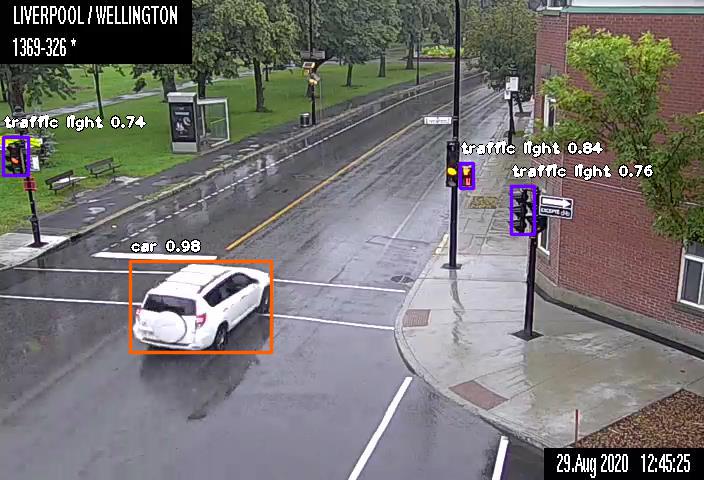 LIVERPOOL / WELLINGTON
1369-326 *
traffic light 0.74
traffic light 0.84
traffic light 0.76
EXCEPTÉ
car 0.98
29.Aug 2020 12:45:25